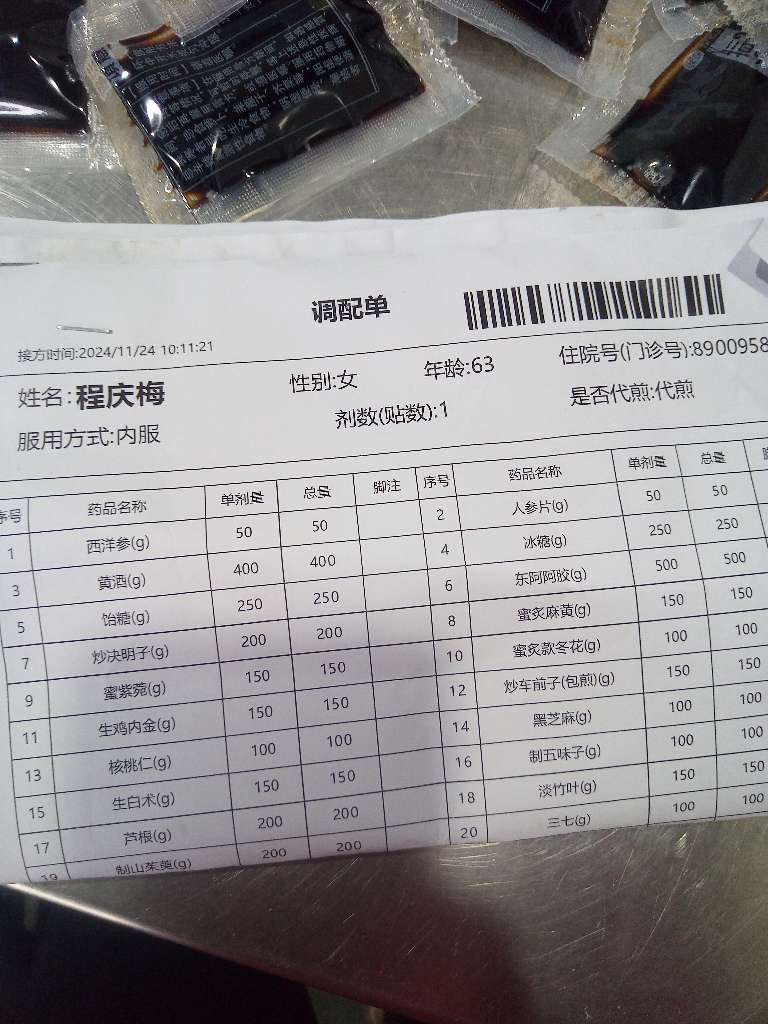 调配单
接方时间:2024/11/24 10:11:21
姓名:程庆梅 性别:女 年龄:63 住院号(门诊号):8900958
服用方式:内服 剂数(贴数):1 是否代煎:代煎
序号 药品名称 单剂量 总量 脚注 序号 药品名称 单剂量 总量
1 西洋参(g) 50 50 2 人参片(g) 50 50
3 黄酒(g) 400 400 4 冰糖(g) 250 250
5 饴糖(g) 250 250 6 东阿阿胶(g) 500 500
7 炒决明子(g) 200 200 8 蜜炙麻黄(g) 150 150
9 蜜紫菀(g) 150 150 10 蜜炙款冬花(g) 100 100
11 生鸡内金(g) 150 150 12 炒车前子(包煎)(g) 150 150
13 核桃仁(g) 100 100 14 黑芝麻(g) 100 100
15 生白术(g) 150 150 16 制五味子(g) 100 100
17 芦根(g) 200 200 18 淡竹叶(g) 150 150
19 制山茱萸(g) 200 200 20 三七(g) 100 100